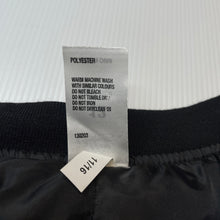 POLYESTER
WARM MACHINE WASH
WITH SIMILAR COLOURS
DO NOT BLEACH
DO NOT TUMBLE DRY
DO NOT IRON
DO NOT DRYCLEAN
130203
11/16